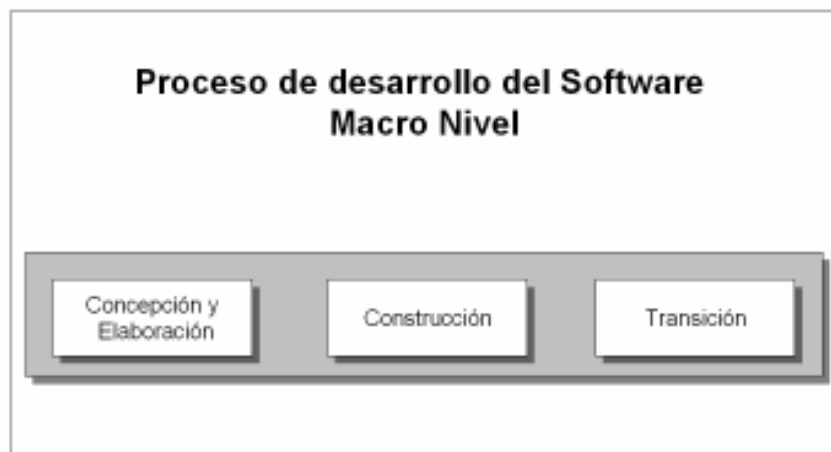 Proceso de desarrollo del Software
Macro Nivel
Concepción y
Elaboración
Construcción
Transición